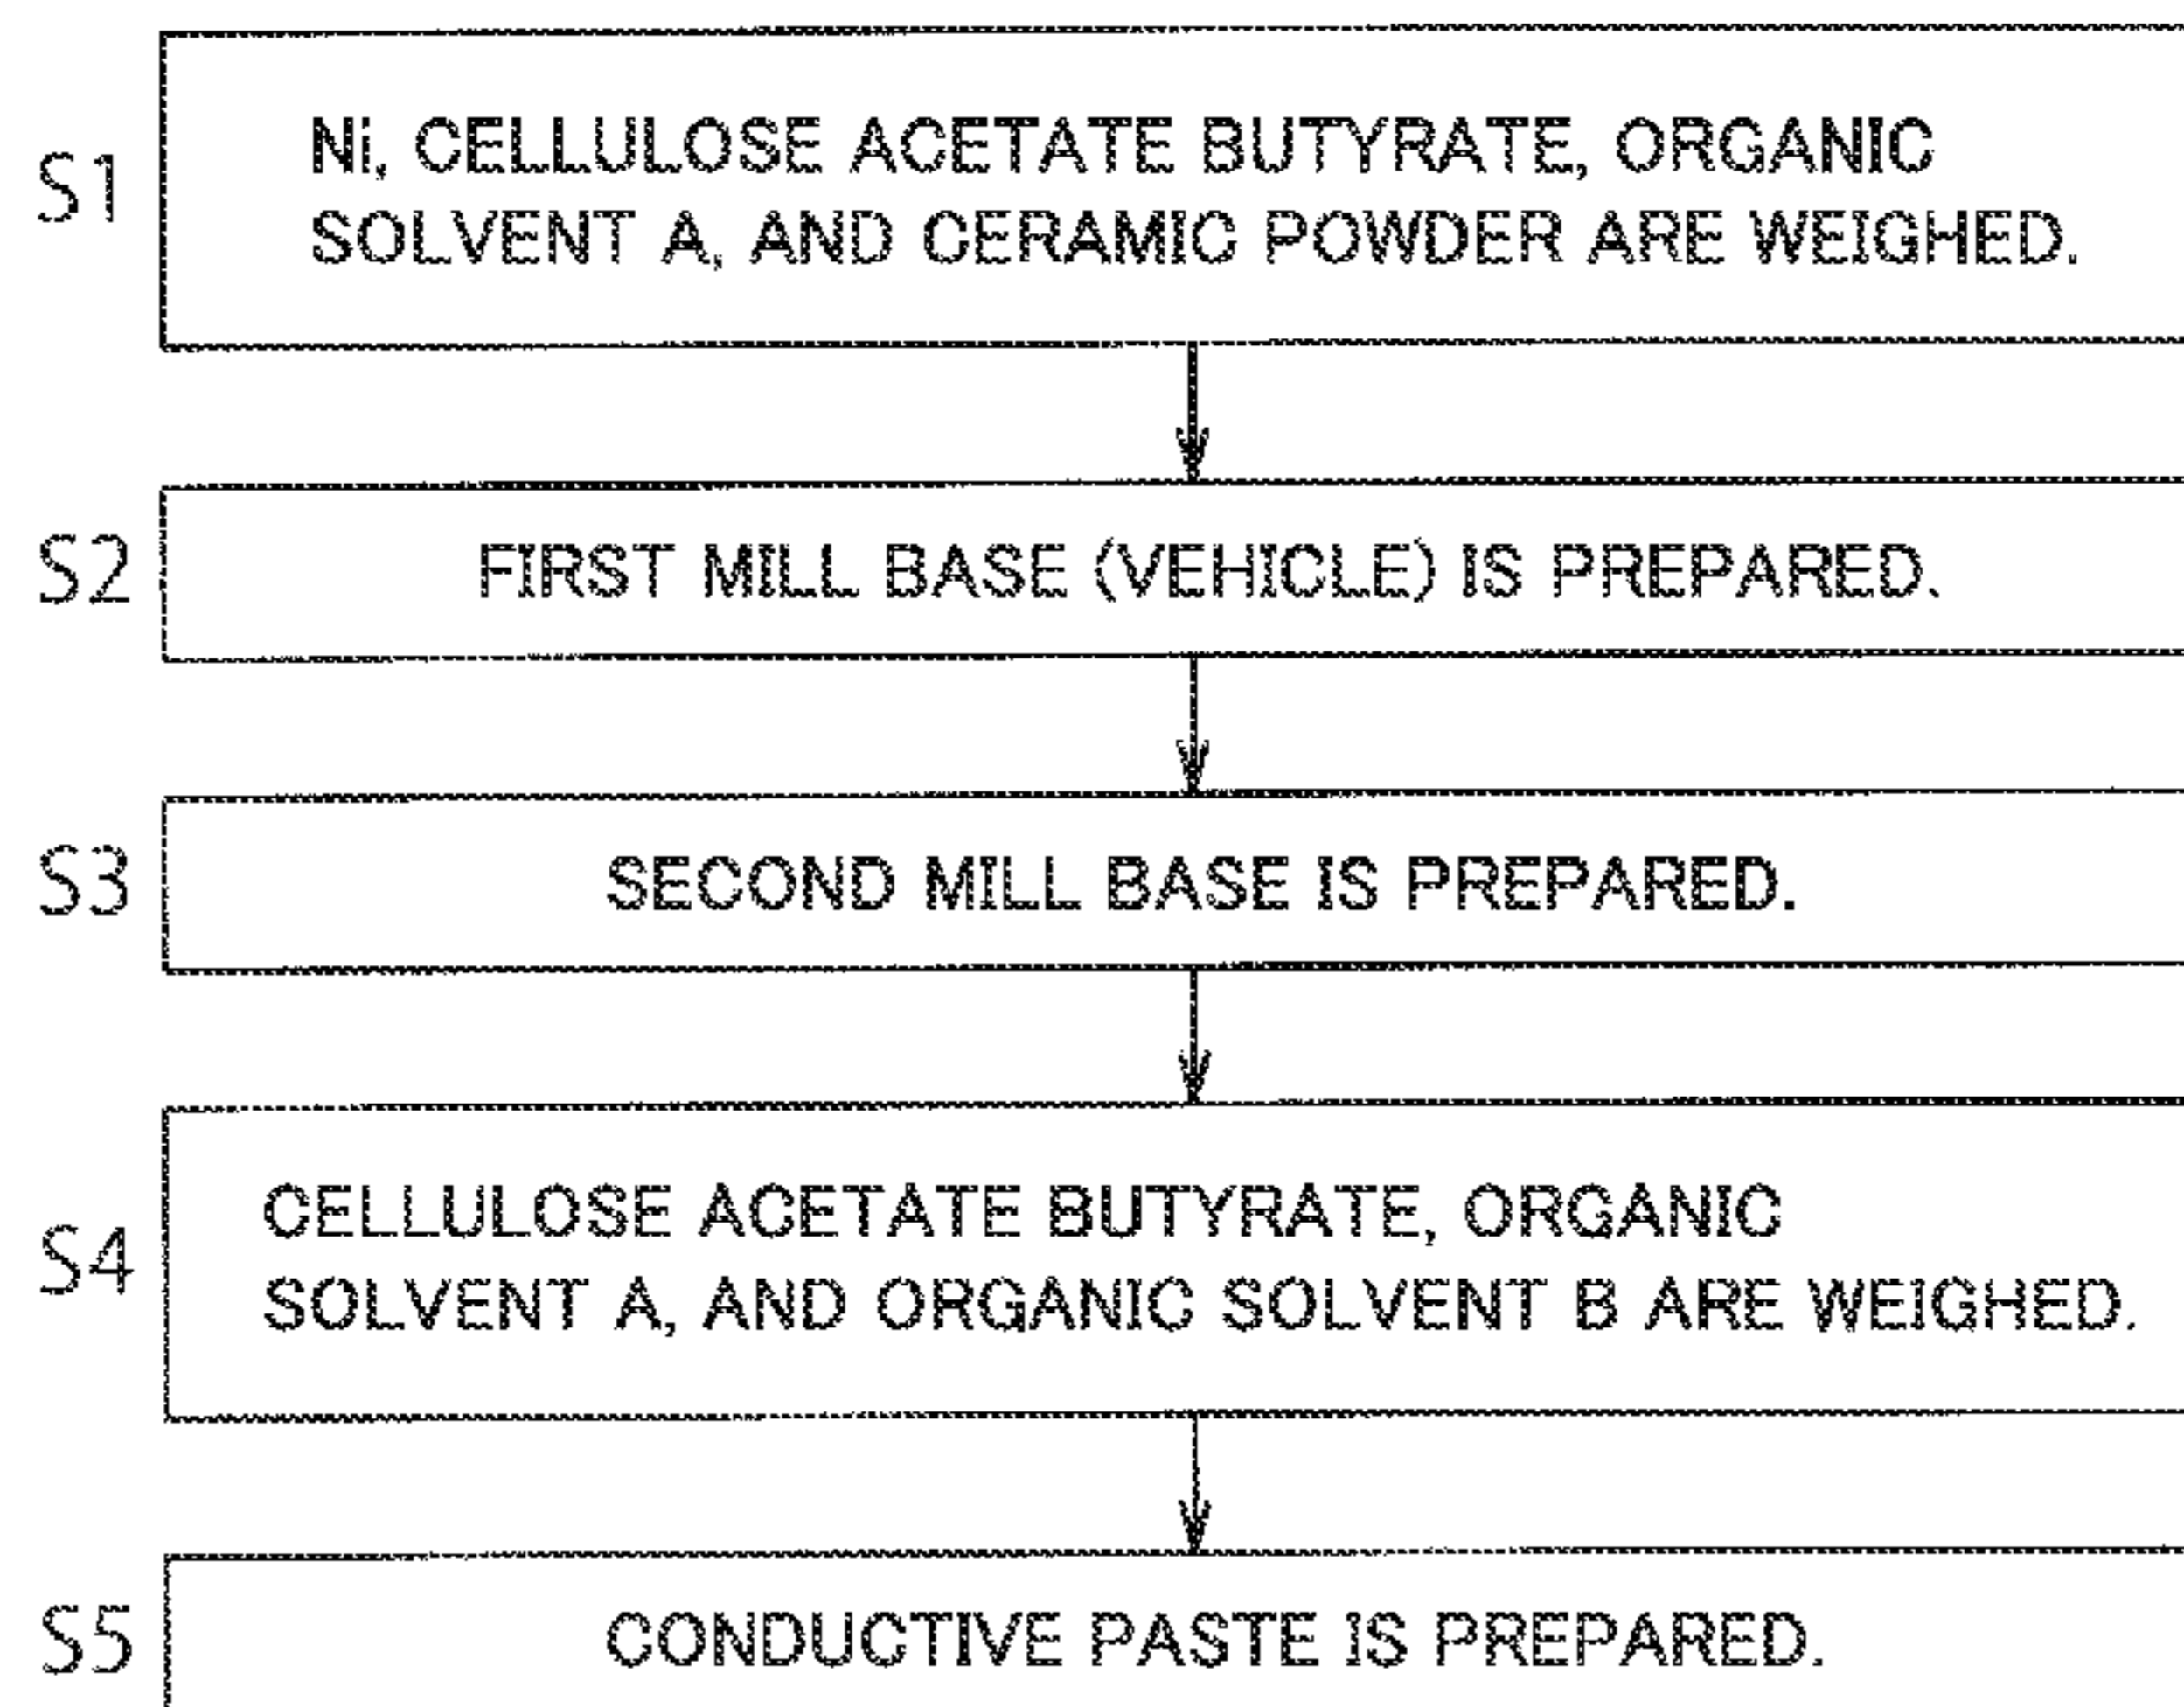 S1
Ni, CELLULOSE ACETATE BUTYRATE, ORGANIC
SOLVENT A, AND CERAMIC POWDER ARE WEIGHED.
S2
FIRST MILL BASE (VEHICLE) IS PREPARED.
S3
SECOND MILL BASE IS PREPARED.
S4
CELLULOSE ACETATE BUTYRATE, ORGANIC
SOLVENT A, AND ORGANIC SOLVENT B ARE WEIGHED.
S5
CONDUCTIVE PASTE IS PREPARED.